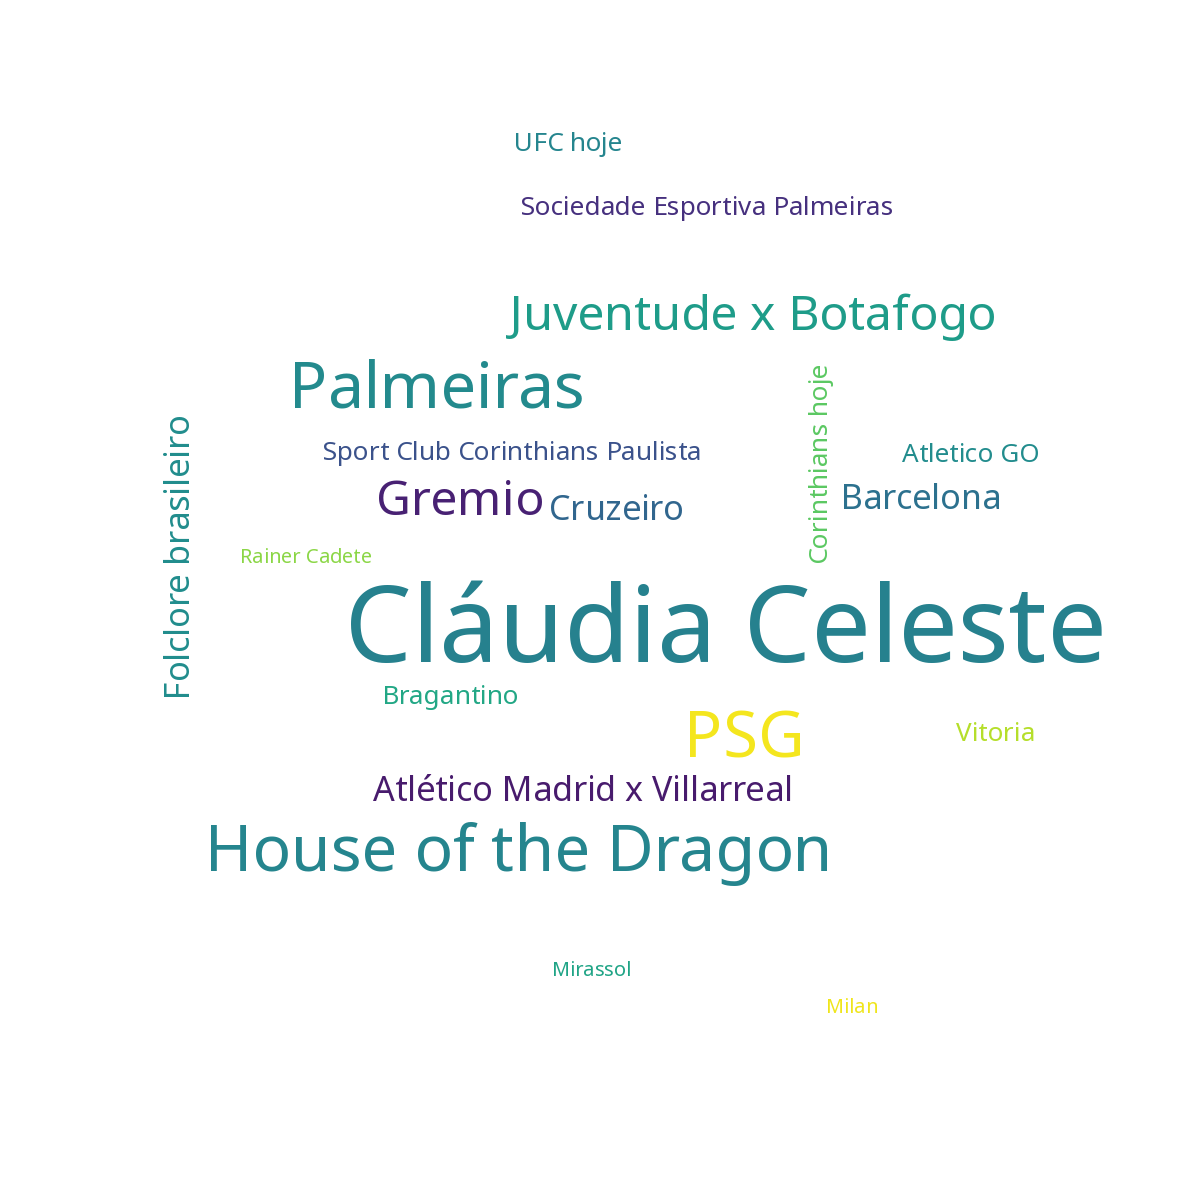 UFC hoje
Sociedade Esportiva Palmeiras
Juventude x Botafogo
Palmeiras
Corinthians hoje
Folclore brasileiro
Sport Club Corinthians Paulista
Atletico GO
Gremio
Cruzeiro
Barcelona
Rainer Cadete
Cláudia Celeste
Bragantino
PSG
Vitoria
Atlético Madrid x Villarreal
House of the Dragon
Mirassol
Milan